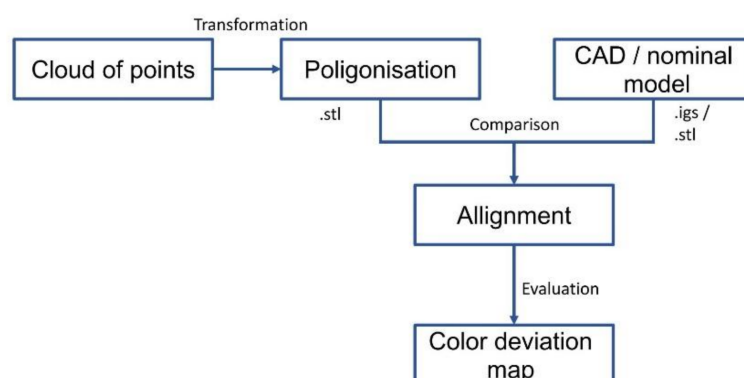 Transformation
Cloud of points
Poligonisation
CAD / nominal
model
.stl
Comparison
.igs /
.stl
Allignment
Evaluation
Color deviation
map